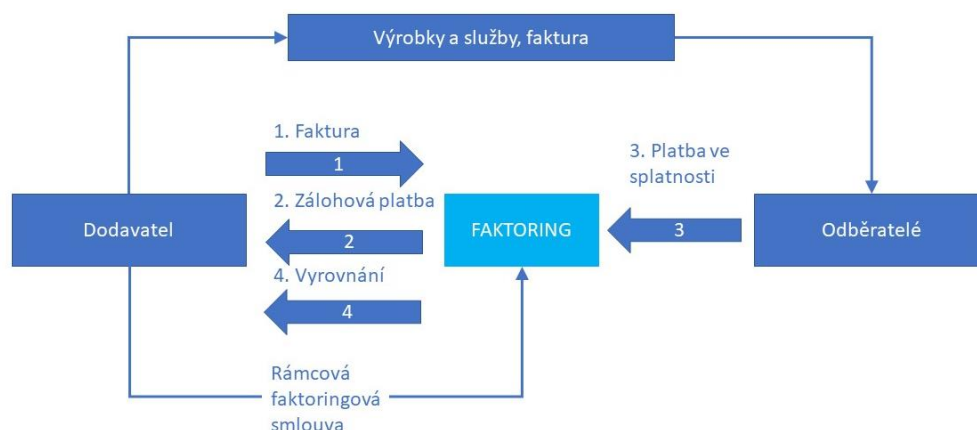 Výrobky a služby, faktura
1. Faktura
1
3. Platba ve
splatnosti
2. Zálohová platba
Dodavatel
2
FAKTORING
3
Odběratelé
4. Vyrovnání
4
Rámcová
faktoringová
smlouva